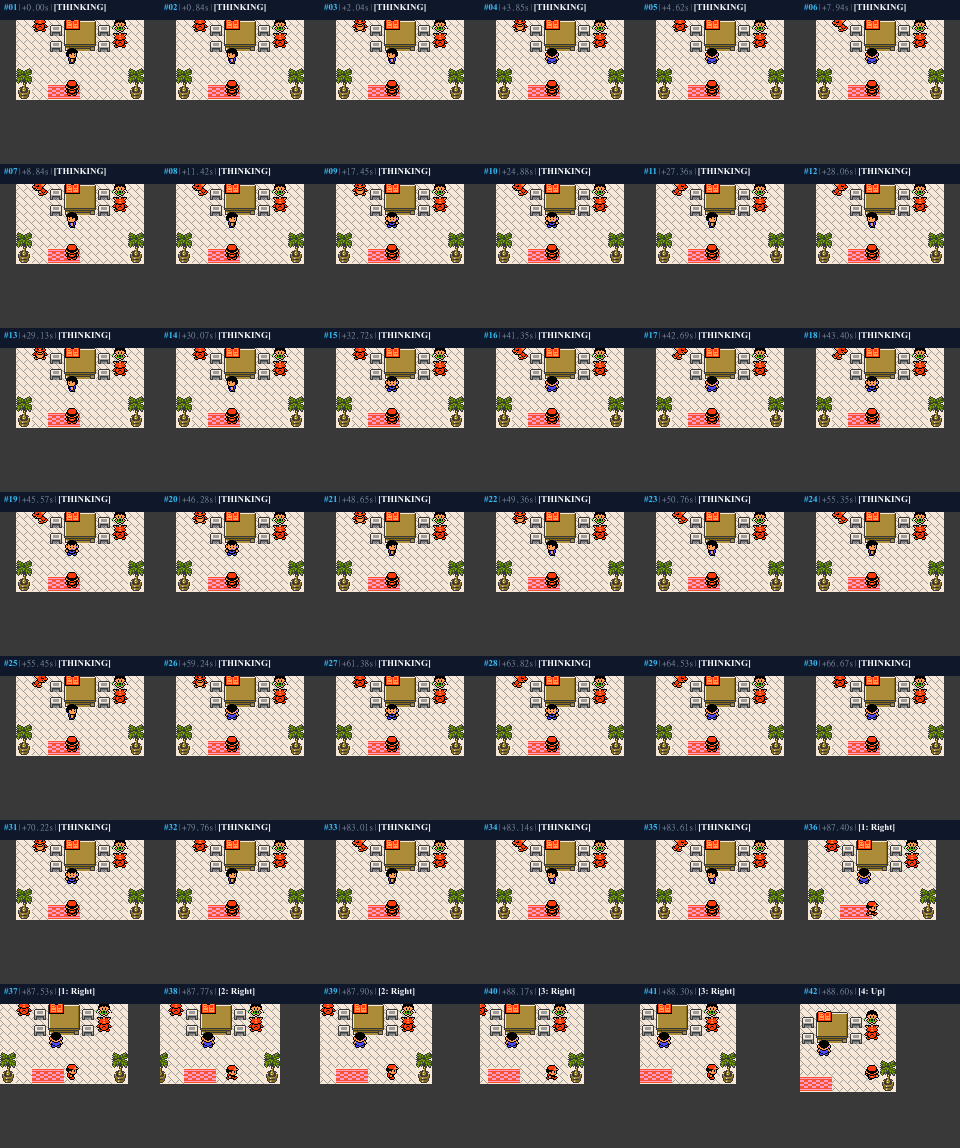 #01|+0.00s|[THINKING]
#02|+0.84s|[THINKING]
#03|+2.04s|[THINKING]
#04|+3.85s|[THINKING]
#05|+4.62s|[THINKING]
#06|+7.94s|[THINKING]
#07|+8.84s|[THINKING]
#08|+11.42s|[THINKING]
#09|+17.45s|[THINKING]
#10|+24.88s|[THINKING]
#11|+27.36s|[THINKING]
#12|+28.06s|[THINKING]
#13|+29.13s|[THINKING]
#14|+30.07s|[THINKING]
#15|+32.72s|[THINKING]
#16|+41.35s|[THINKING]
#17|+42.69s|[THINKING]
#18|+43.40s|[THINKING]
#19|+45.57s|[THINKING]
#20|+46.28s|[THINKING]
#21|+48.65s|[THINKING]
#22|+49.36s|[THINKING]
#23|+50.76s|[THINKING]
#24|+55.35s|[THINKING]
#25|+55.45s|[THINKING]
#26|+59.24s|[THINKING]
#27|+61.38s|[THINKING]
#28|+63.82s|[THINKING]
#29|+64.53s|[THINKING]
#30|+66.67s|[THINKING]
#31|+70.22s|[THINKING]
#32|+79.76s|[THINKING]
#33|+83.01s|[THINKING]
#34|+83.14s|[THINKING]
#35|+83.61s|[THINKING]
#36|+87.40s|[1: Right]
#37|+87.53s|[1: Right]
#38|+87.77s|[2: Right]
#39|+87.90s|[2: Right]
#40|+88.17s|[3: Right]
#41|+88.30s|[3: Right]
#42|+88.60s|[4: Up]